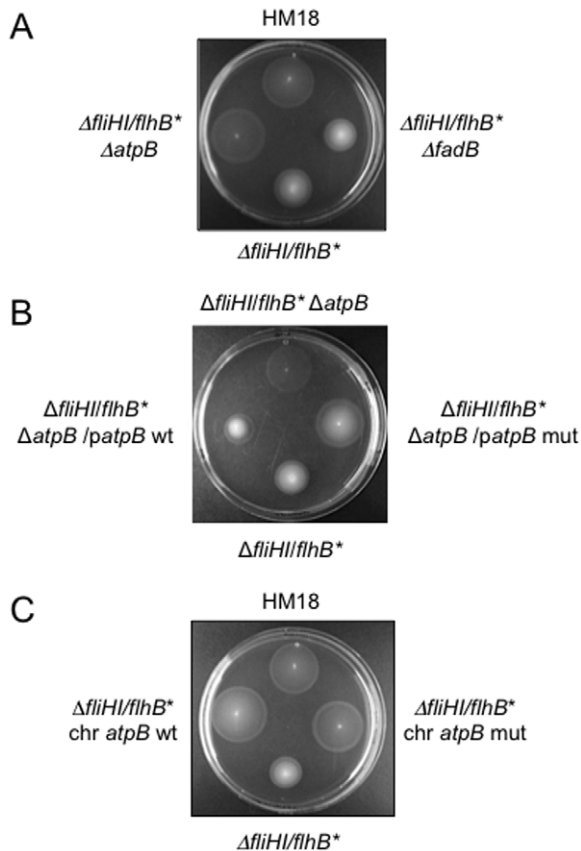 A
HM18
ΔfliHI/flhB*
ΔatpB
ΔfliHI/flhB*
ΔfadB
ΔfliHI/flhB*
B
ΔfliHI/flhB* ΔatpB
ΔfliHI/flhB*
ΔatpB /patpB wt
ΔfliHI/flhB*
ΔatpB /patpB mut
ΔfliHI/flhB*
C
HM18
ΔfliHI/flhB*
chr atpB wt
ΔfliHI/flhB*
chr atpB mut
ΔfliHI/flhB*